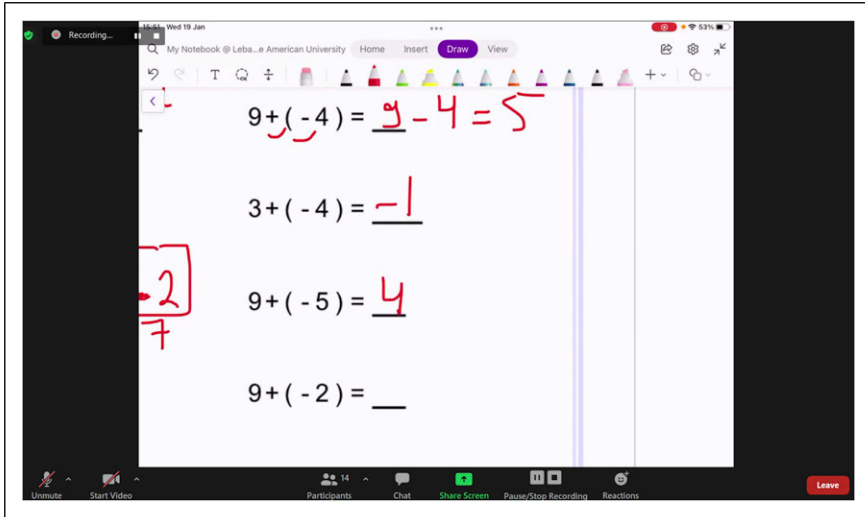 15:51 Wed 19 Jan
53%
Recording...
My Notebook @ Leba...e American University Home Insert Draw View
T
9+(-4) = 9 - 4 = 5
3+(-4) = -1
-2
7
9+(-5) = 4
9+(-2) = __
14
Unmute Start Video Participants Chat Share Screen Pause/Stop Recording Reactions Leave